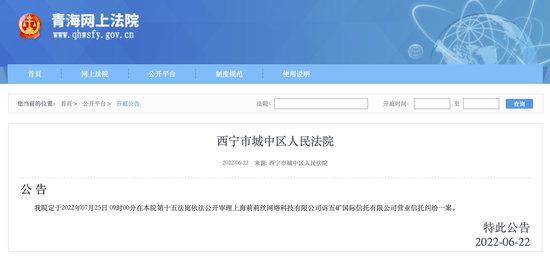 青海网上法院
www.qhwsfy.gov.cn
首页 网上法院 公开平台 制度规范 使用说明
您当前的位置： 首页 > 公开平台 > 开庭公告 法院： 开庭时间： 至 查询
西宁市城中区人民法院
2022-06-22 来源: 西宁市城中区人民法院
公 告
我院定于2022年07月25日 09时00分在本院第十五法庭依法公开审理上海莉莉丝网络科技有限公司诉五矿国际信托有限公司营业信托纠纷一案。
特此公告
2022-06-22